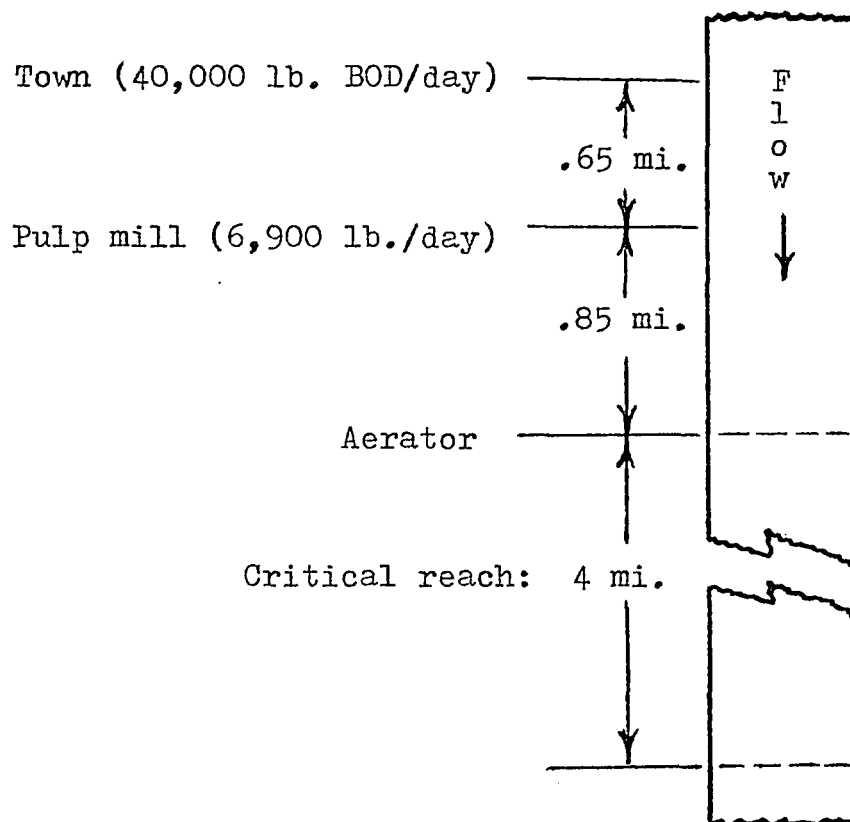 Town (40,000 lb. BOD/day)
Flow
.65 mi.
Pulp mill (6,900 lb./day)
.85 mi.
Aerator
Critical reach: 4 mi.